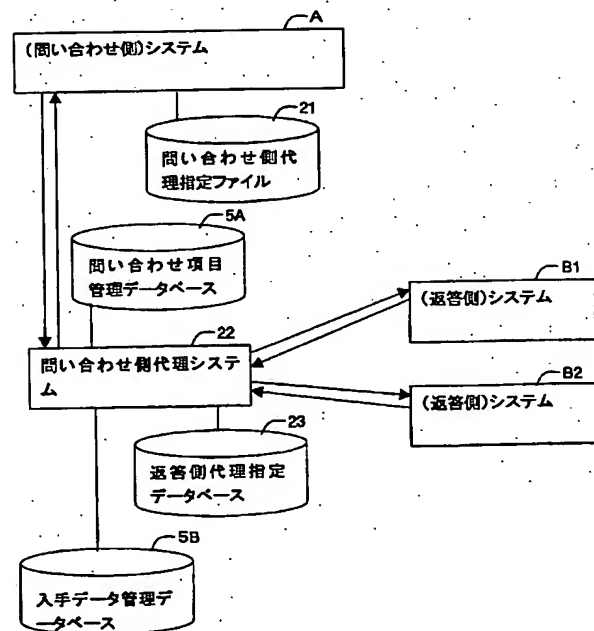 A
(問い合わせ側)システム
21
問い合わせ側代
理指定ファイル
5A
問い合わせ項目
管理データベース
B1
(返答側)システム
22
問い合わせ側代理システ
ム
B2
(返答側)システム
23
返答側代理指定
データベース
5B
入手データ管理デ
ータベース